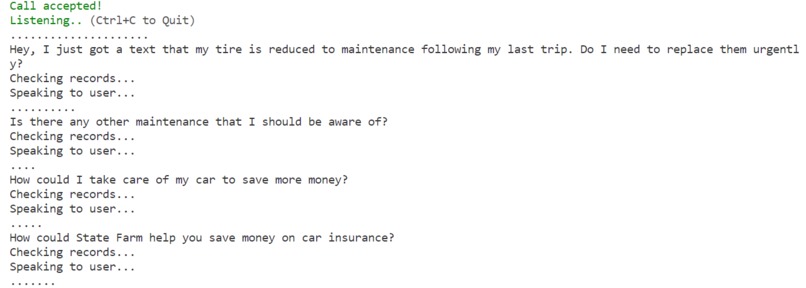 Call accepted!
Listening.. (Ctrl+C to Quit)
.....................
Hey, I just got a text that my tire is reduced to maintenance following my last trip. Do I need to replace them urgentl
y?
Checking records...
Speaking to user...
..........
Is there any other maintenance that I should be aware of?
Checking records...
Speaking to user...
....
How could I take care of my car to save more money?
Checking records...
Speaking to user...
.....
How could State Farm help you save money on car insurance?
Checking records...
Speaking to user...
.......